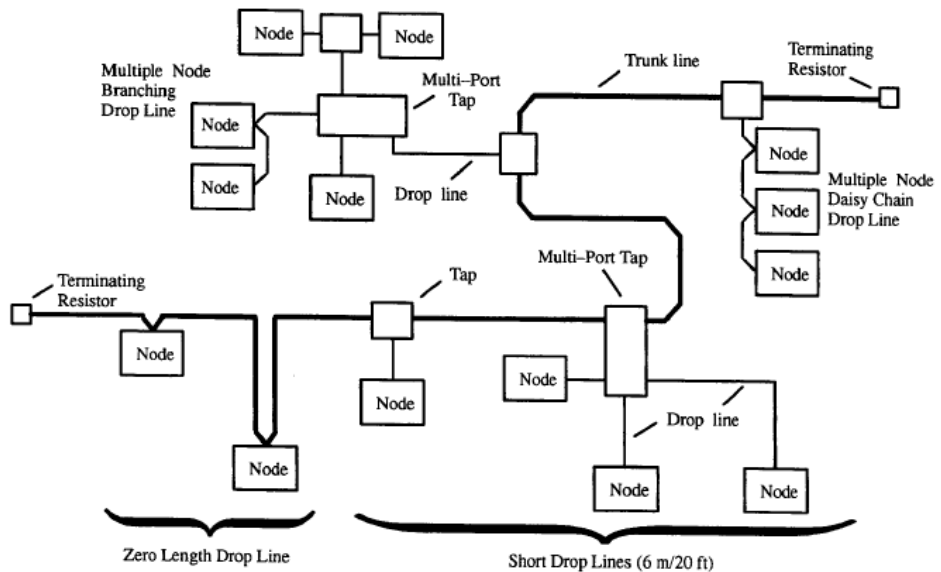 Node
Node
Multiple Node
Branching
Drop Line
Multi–Port
Tap
Trunk line
Terminating
Resistor
Node
Node
Node
Drop line
Node
Node
Node
Multiple Node
Daisy Chain
Drop Line
Terminating
Resistor
Tap
Multi–Port Tap
Node
Node
Node
Drop line
Node
Node
Node
Zero Length Drop Line
Short Drop Lines (6 m/20 ft)